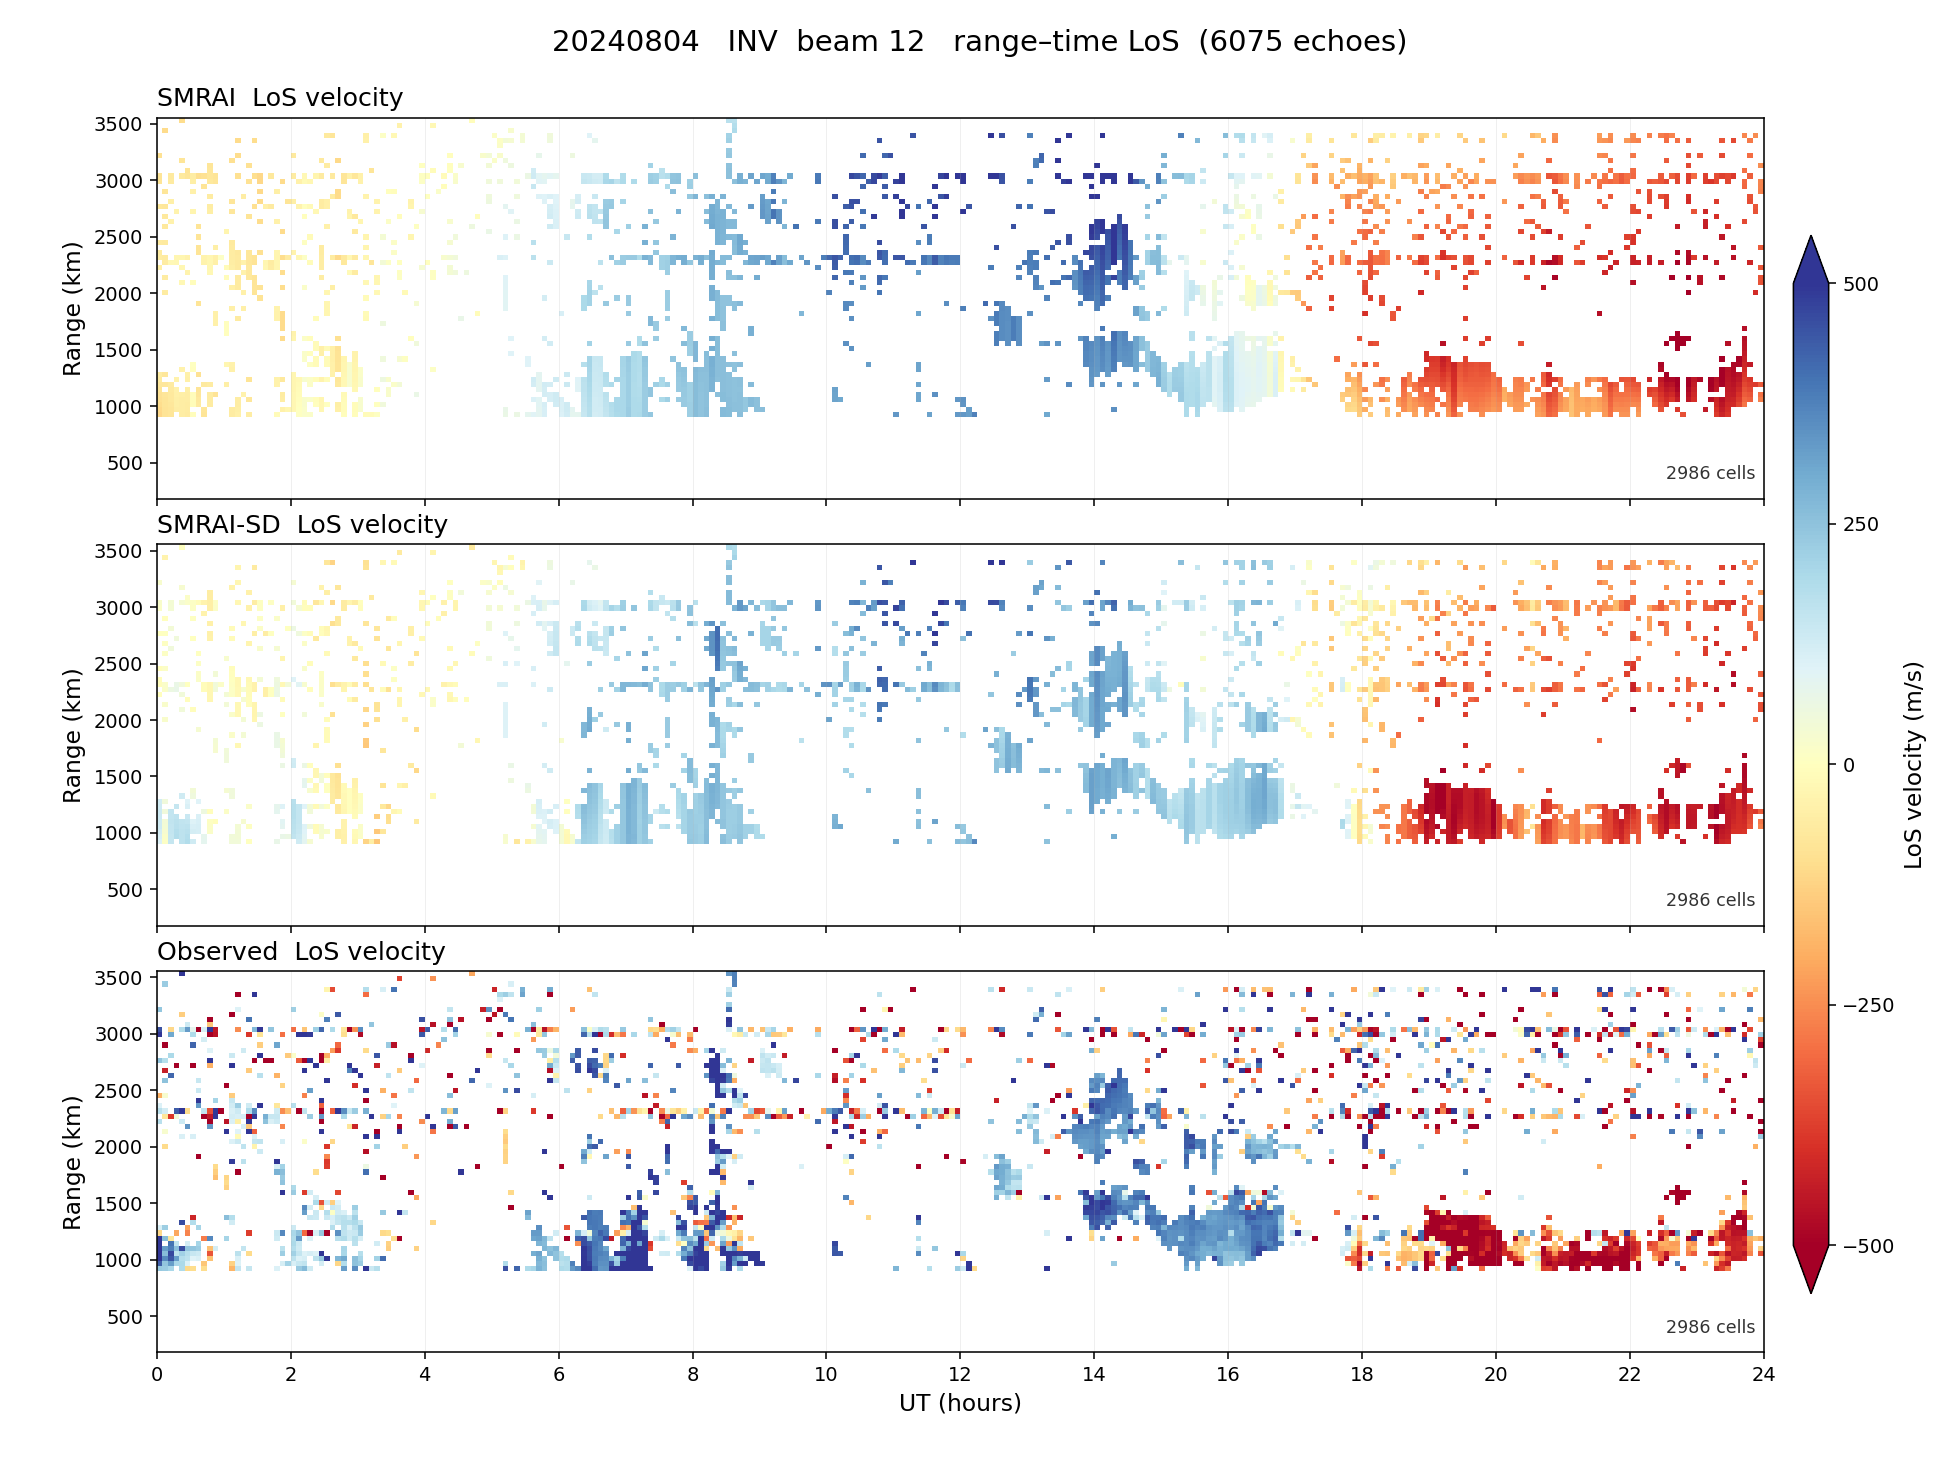 20240804   INV  beam 12   range–time LoS  (6075 echoes)
SMRAI  LoS velocity
3500
3000
2500
2000
1500
1000
500
Range (km)
2986 cells
SMRAI-SD  LoS velocity
3500
3000
2500
2000
1500
1000
500
Range (km)
2986 cells
Observed  LoS velocity
3500
3000
2500
2000
1500
1000
500
Range (km)
2986 cells
0 2 4 6 8 10 12 14 16 18 20 22 24
UT (hours)
500
250
0
−250
−500
LoS velocity (m/s)